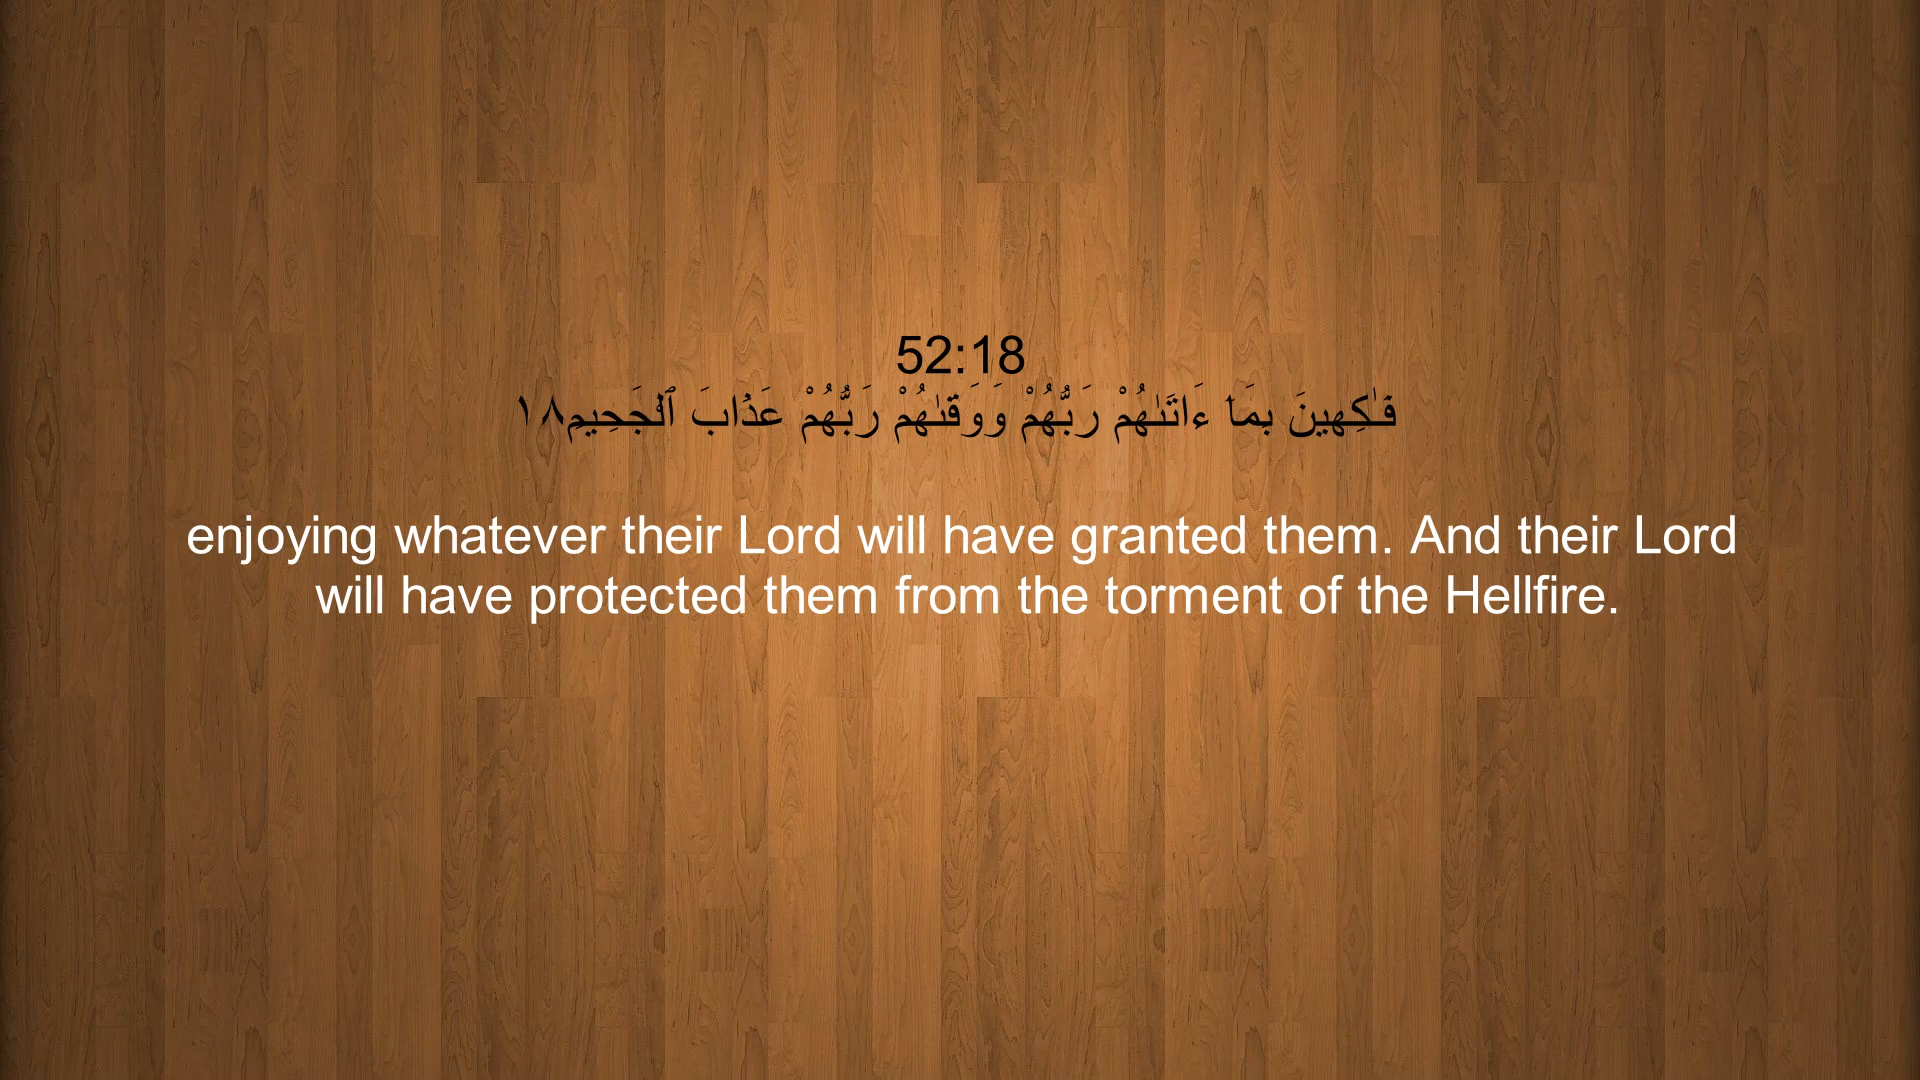 52:18
فَـٰكِهِينَ بِمَآ ءَاتَىٰهُمْ رَبُّهُمْ وَوَقَىٰهُمْ رَبُّهُمْ عَذَابَ ٱلْجَحِيمِ١٨
enjoying whatever their Lord will have granted them. And their Lord
will have protected them from the torment of the Hellfire.